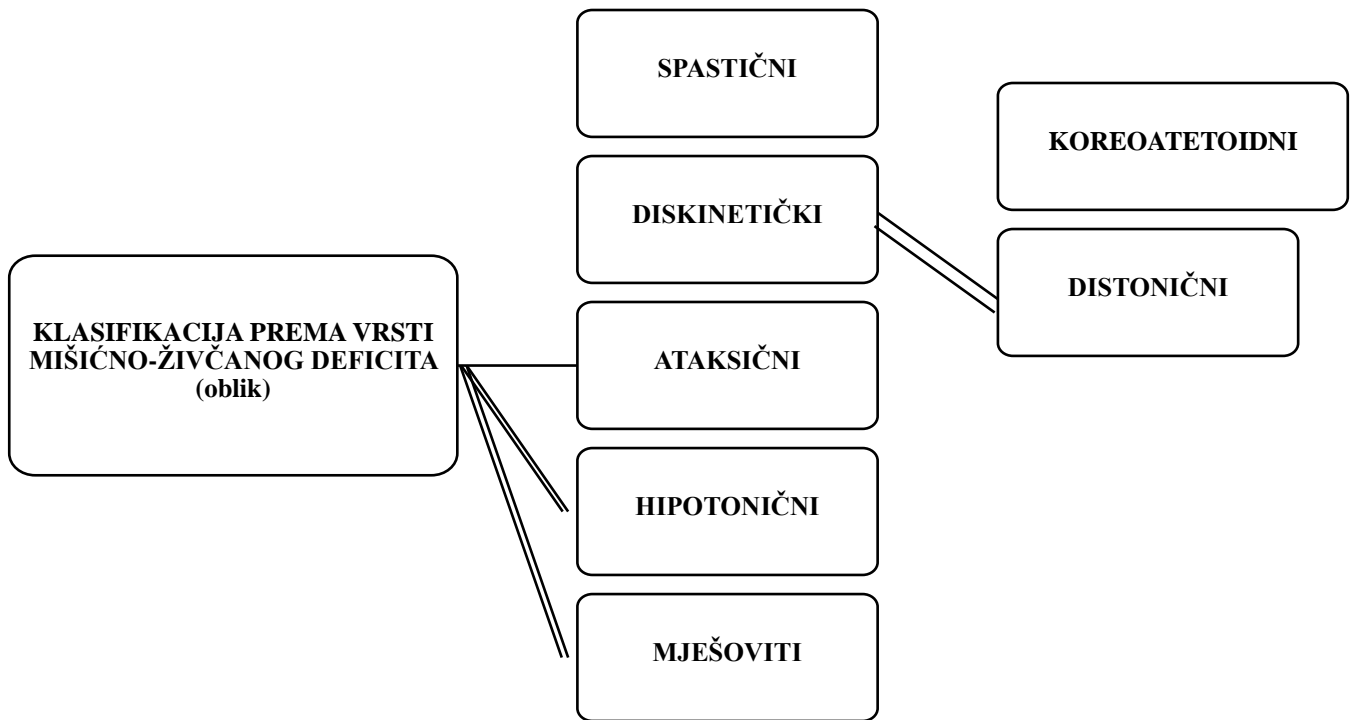 SPASTIČNI
KOREOATETOIDNI
DISKINETIČKI
DISTONIČNI
KLASIFIKACIJA PREMA VRSTI
MIŠIĆNO-ŽIVČANOG DEFICITA
(oblik)
ATAKSIČNI
HIPOTONIČNI
MJEŠOVITI